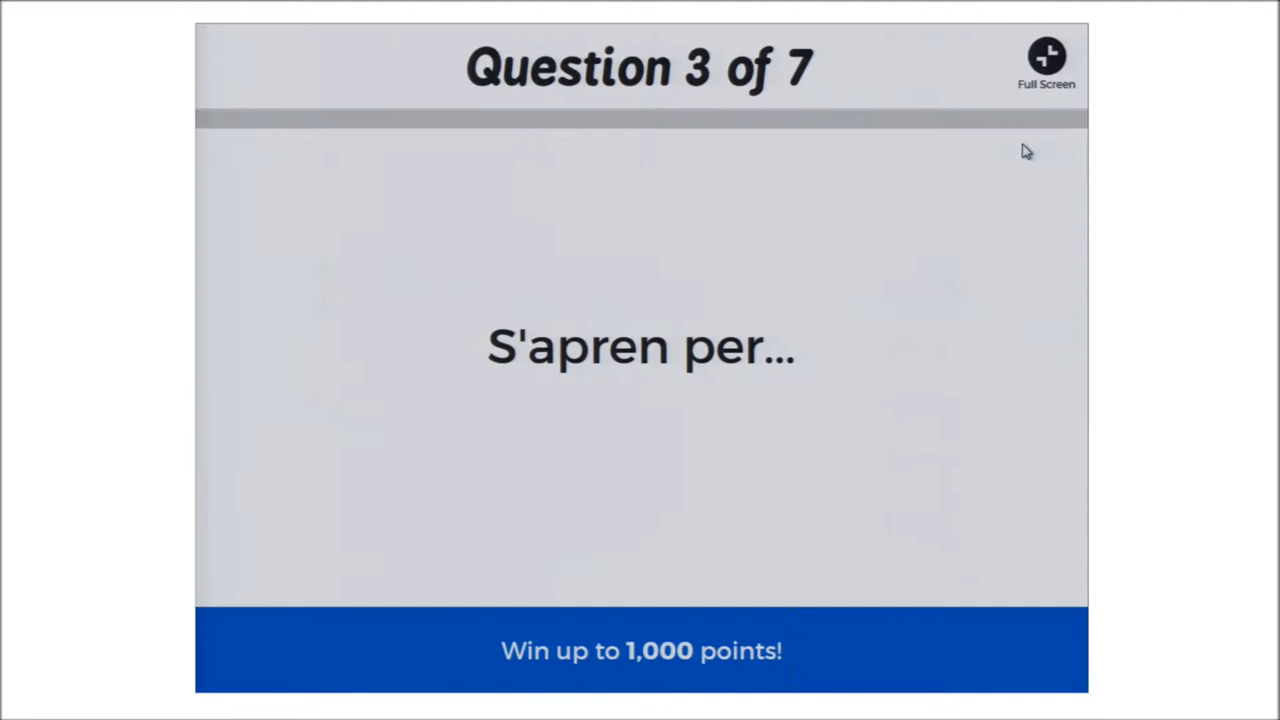 Question 3 of 7
Full Screen
S'apren per...
Win up to 1,000 points!